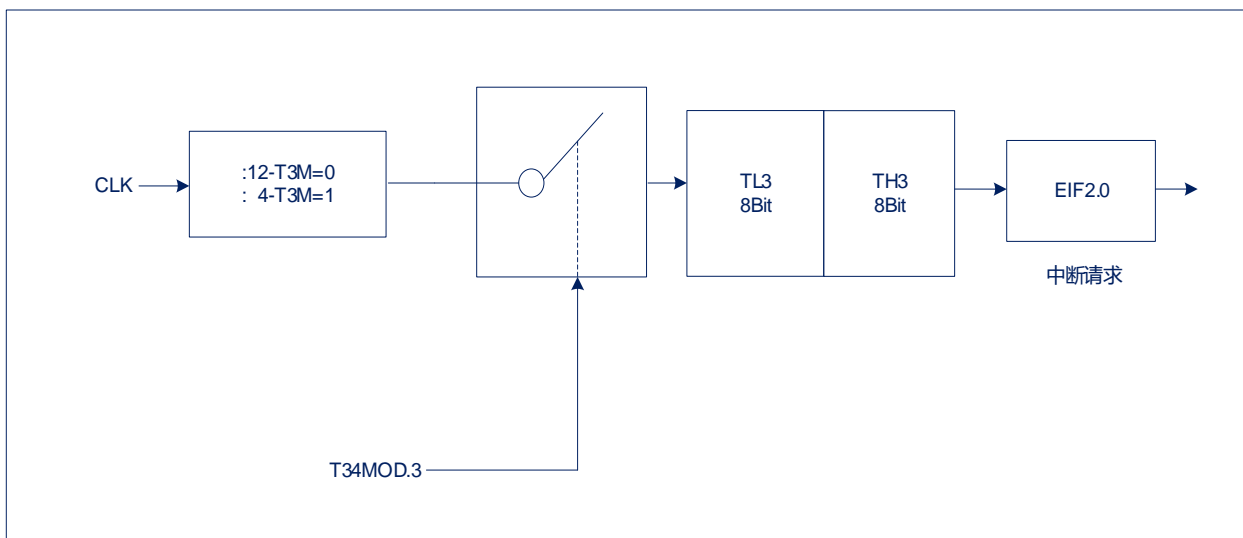 CLK
:12-T3M=0
: 4-T3M=1
TL3
8Bit
TH3
8Bit
EIF2.0
中断请求
T34MOD.3